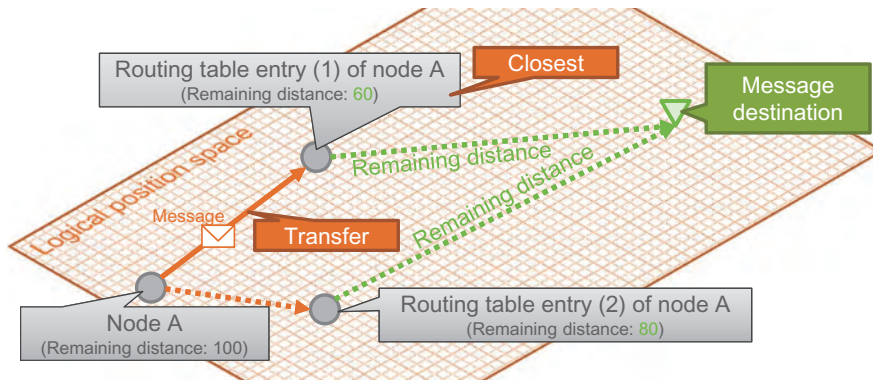 Routing table entry (1) of node A
(Remaining distance: 60)
Closest
Message
destination
Logical position space
Remaining distance
Remaining distance
Message
Transfer
Node A
(Remaining distance: 100)
Routing table entry (2) of node A
(Remaining distance: 80)